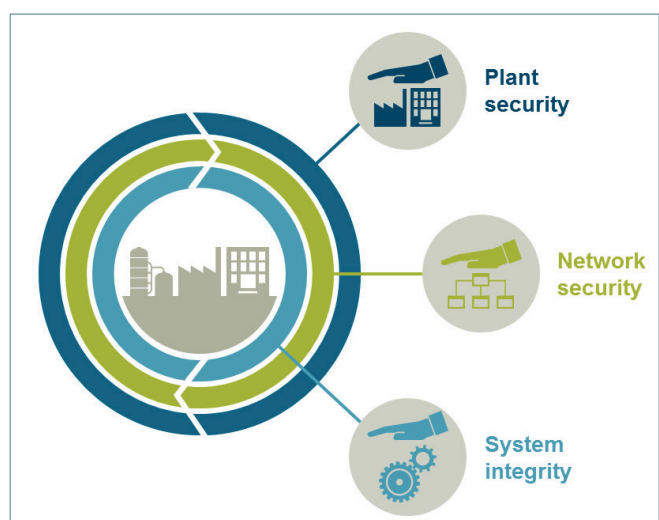 Plant
security
Network
security
System
integrity